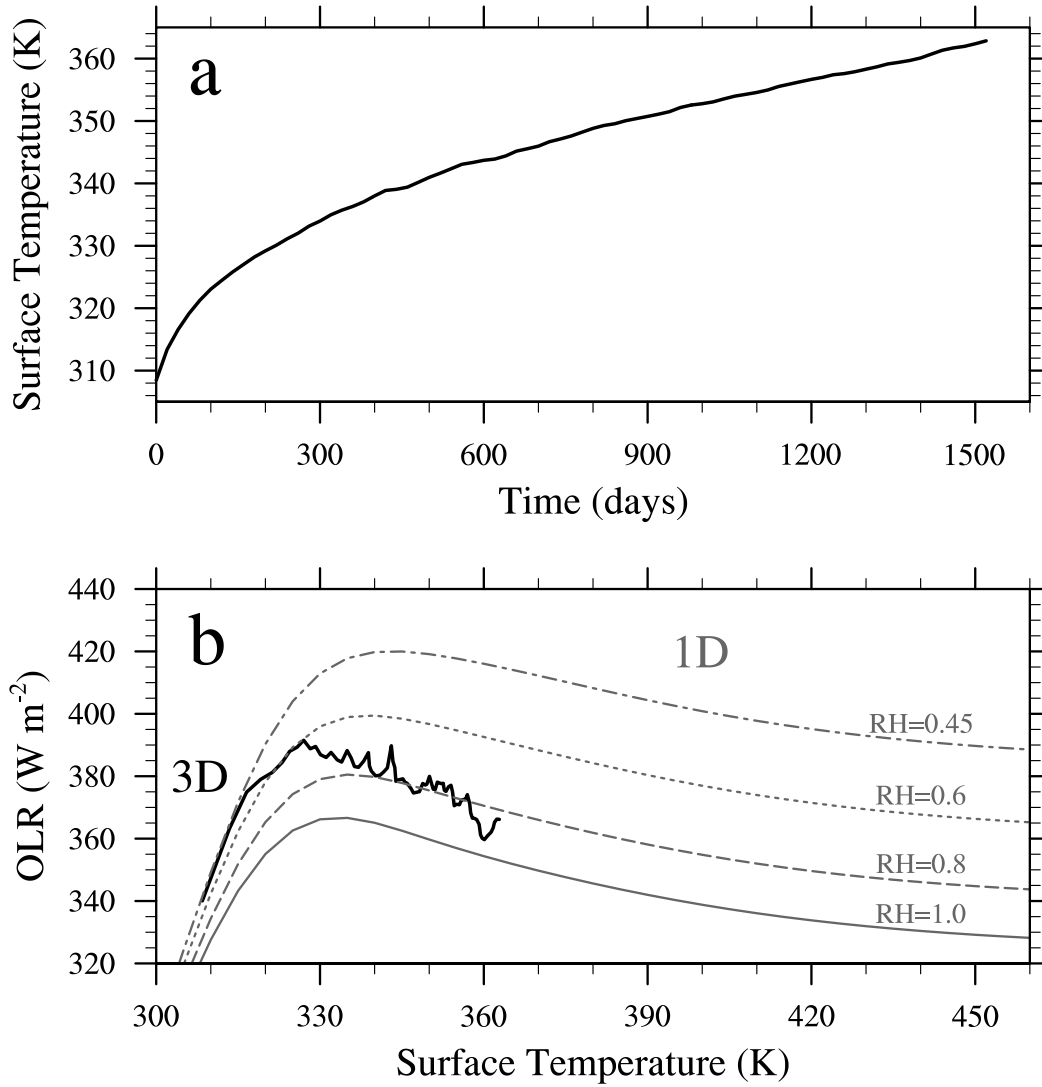 a
Surface Temperature (K)
360
350
340
330
320
310
0 300 600 900 1200 1500
Time (days)
b
1D
3D
OLR (W m-2)
440
420
400
380
360
340
320
RH=0.45
RH=0.6
RH=0.8
RH=1.0
300 330 360 390 420 450
Surface Temperature (K)